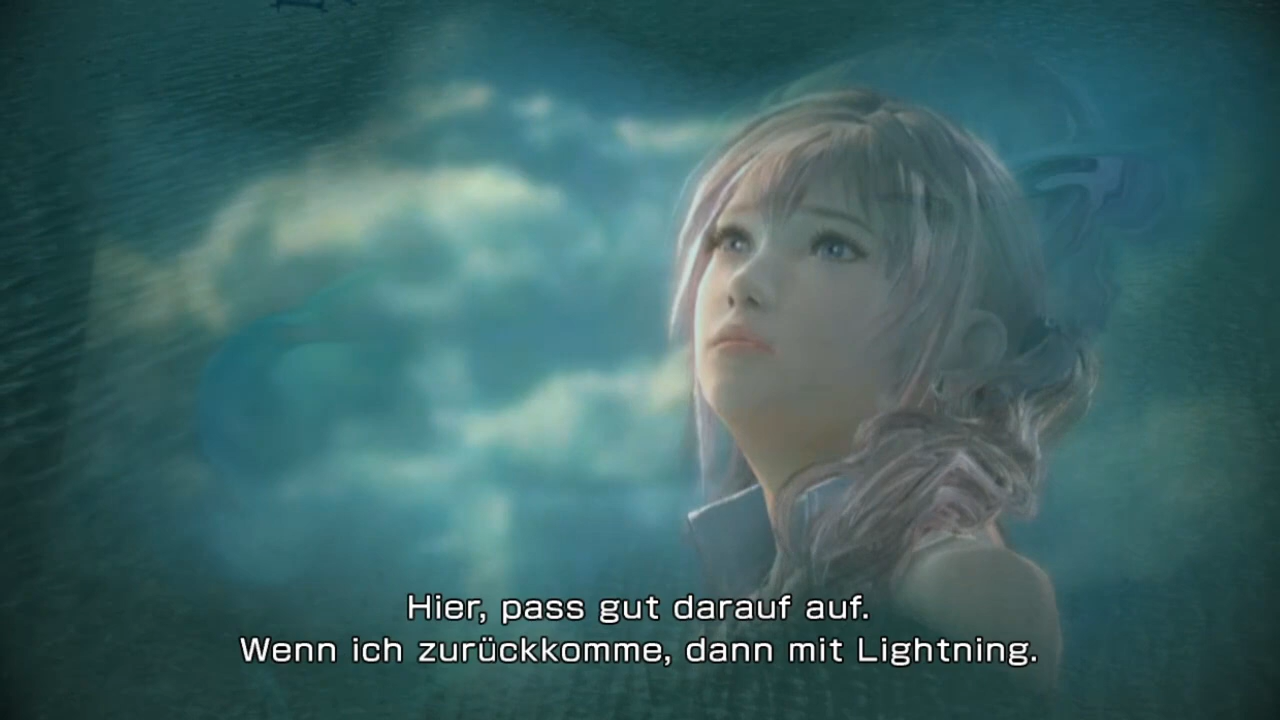 Hier, pass gut darauf auf.
Wenn ich zurückkomme, dann mit Lightning.